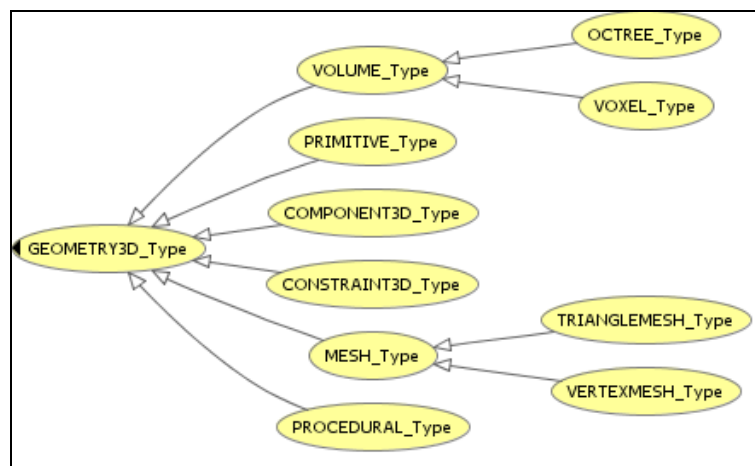 OCTREE_Type
VOLUME_Type
VOXEL_Type
PRIMITIVE_Type
COMPONENT3D_Type
GEOMETRY3D_Type
CONSTRAINT3D_Type
TRIANGLEMESH_Type
MESH_Type
VERTEXMESH_Type
PROCEDURAL_Type